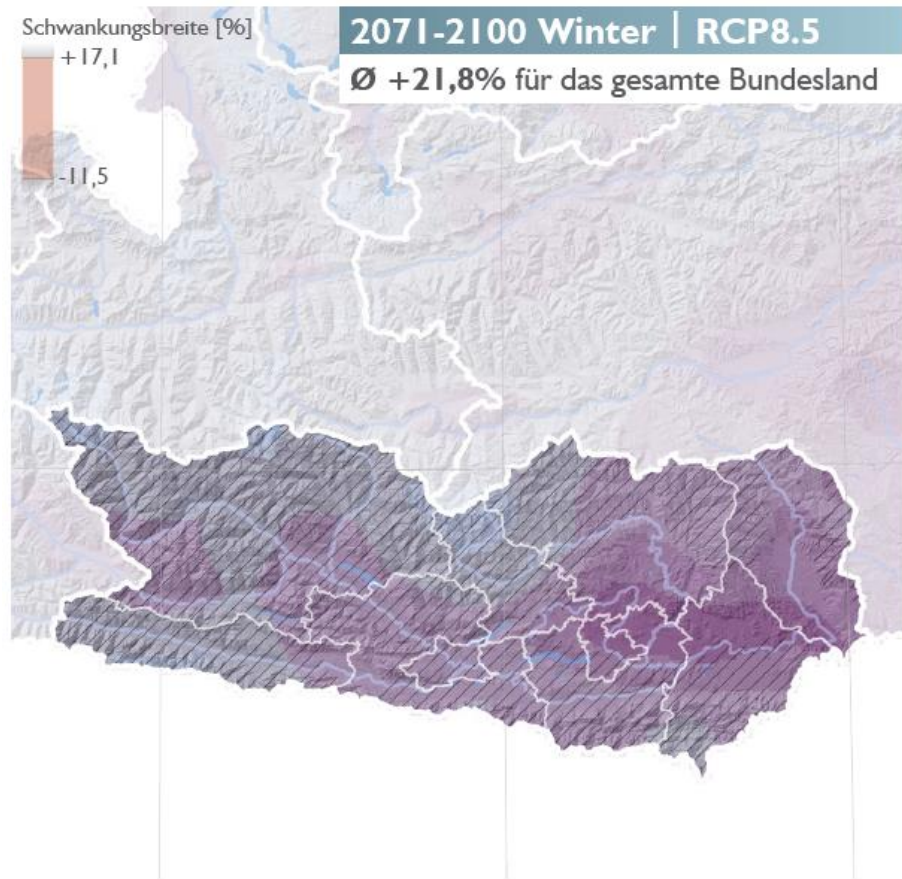 Schwankungsbreite [%]
+17,1
-11,5
2071-2100 Winter | RCP8.5
Ø +21,8% für das gesamte Bundesland